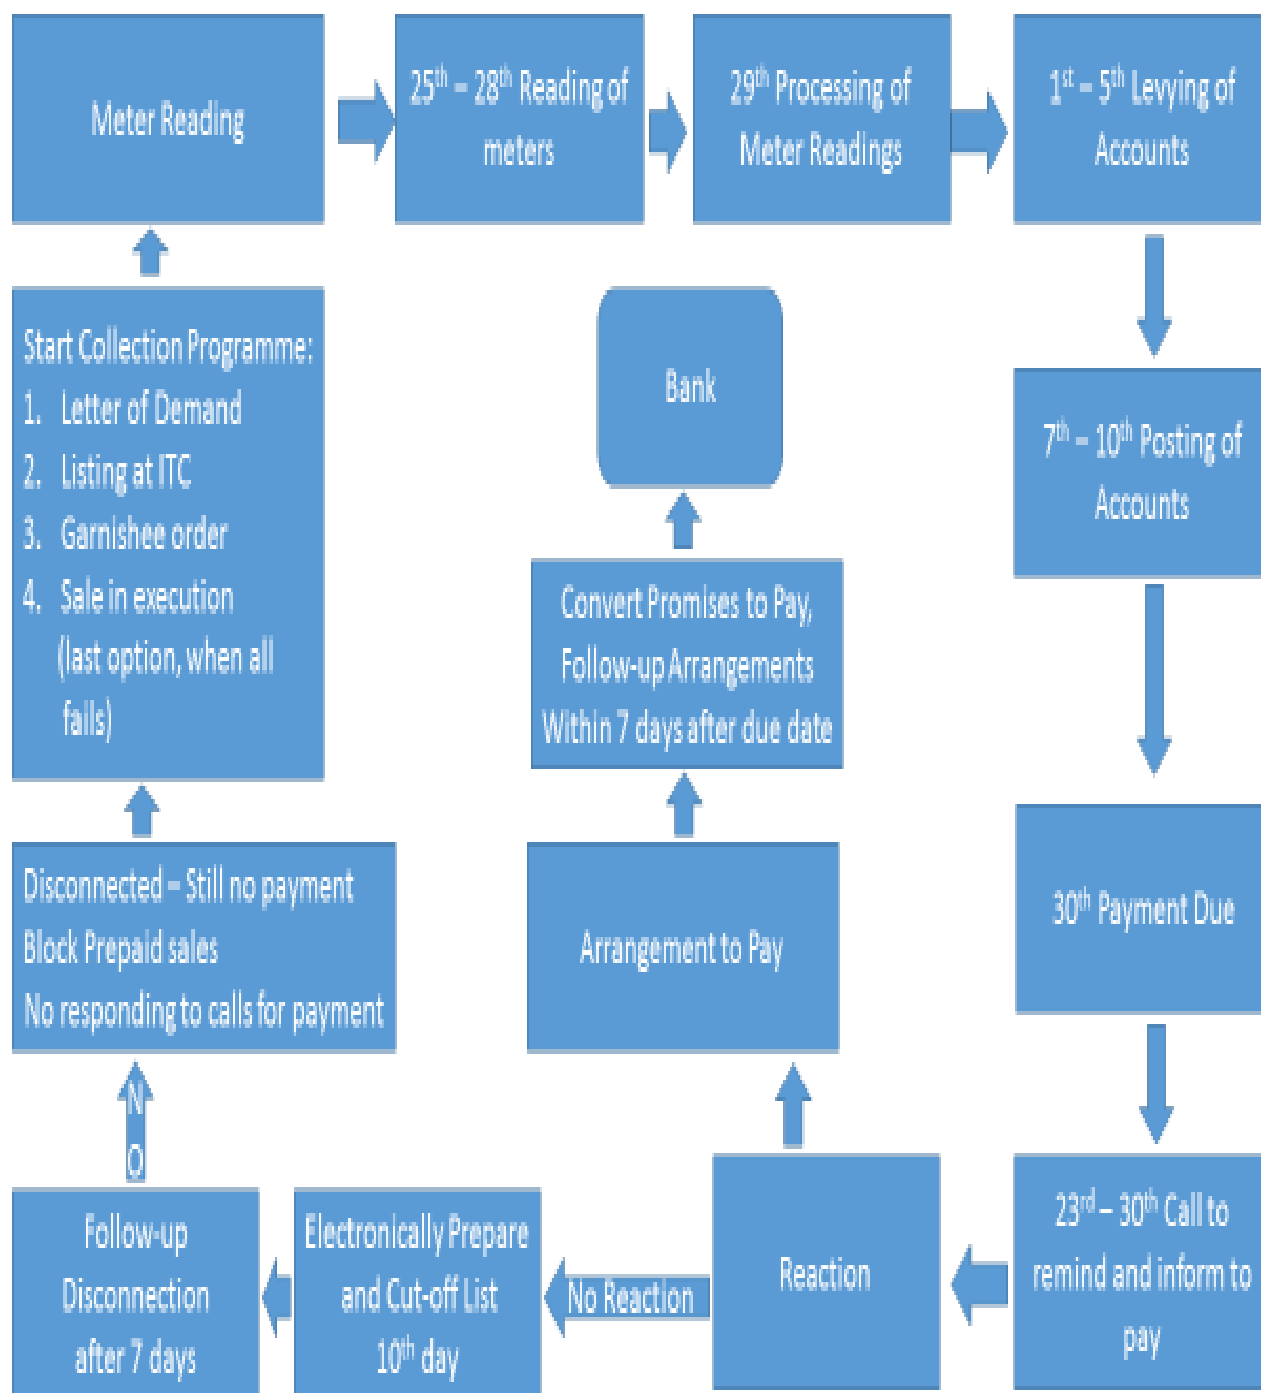 Meter Reading
25th – 28th Reading of
meters
29th Processing of
Meter Readings
1st – 5th Levying of
Accounts
Start Collection Programme:
1. Letter of Demand
2. Listing at ITC
3. Garnishee order
4. Sale in execution
(last option, when all
fails)
Bank
7th – 10th Posting of
Accounts
Convert Promises to Pay,
Follow-up Arrangements
Within 7 days after due date
Disconnected – Still no payment
Block Prepaid sales
No responding to calls for payment
Arrangement to Pay
30th Payment Due
NO
Follow-up
Disconnection
after 7 days
Electronically Prepare
and Cut-off List
10th day
No Reaction
Reaction
23rd – 30th Call to
remind and inform to
pay